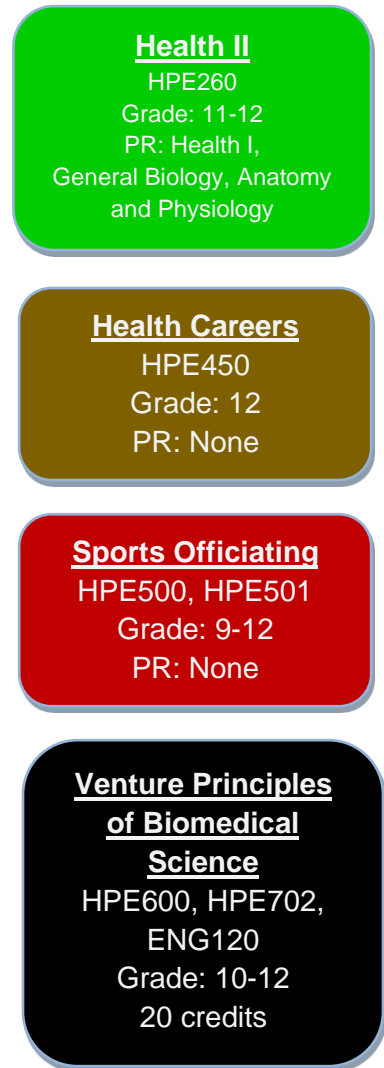 Health II
HPE260
Grade: 11-12
PR: Health I,
General Biology, Anatomy
and Physiology
Health Careers
HPE450
Grade: 12
PR: None
Sports Officiating
HPE500, HPE501
Grade: 9-12
PR: None
Venture Principles
of Biomedical
Science
HPE600, HPE702,
ENG120
Grade: 10-12
20 credits